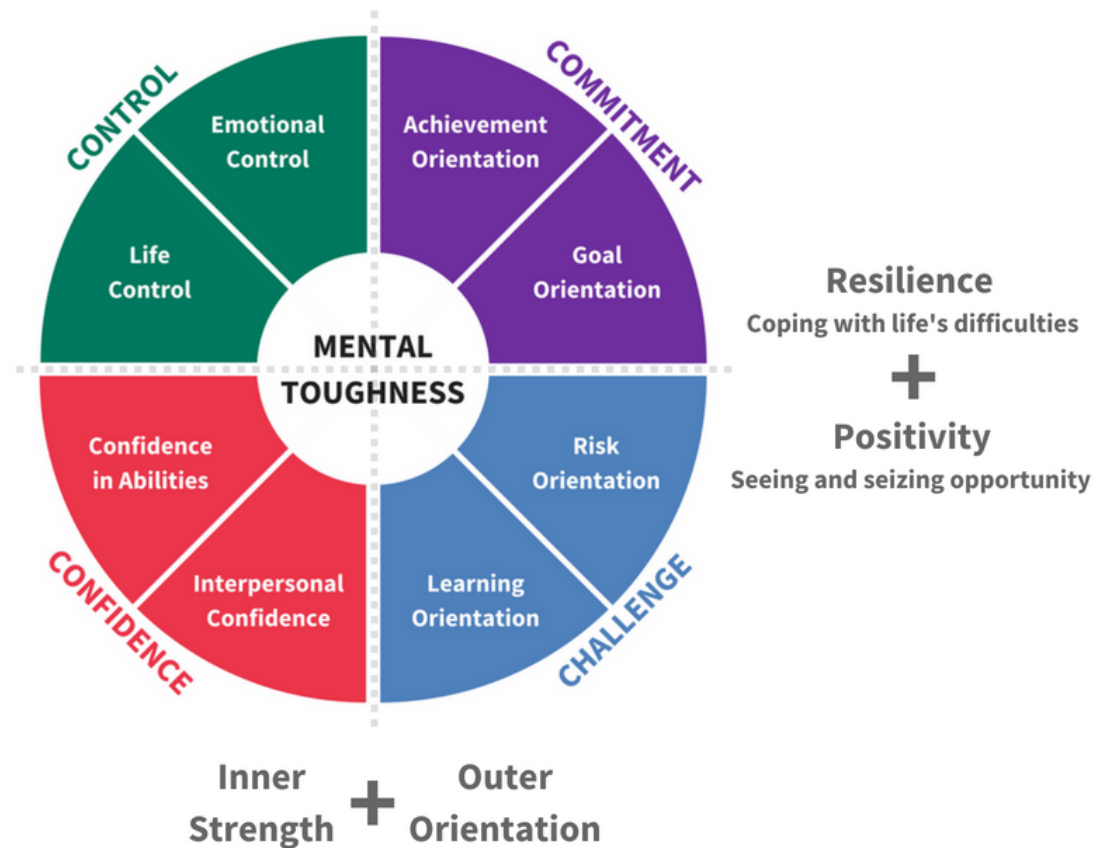 CONTROL
Emotional
Control
Life
Control
COMMITMENT
Achievement
Orientation
Goal
Orientation
MENTAL
TOUGHNESS
Confidence
in Abilities
Interpersonal
Confidence
CONFIDENCE
Risk
Orientation
Learning
Orientation
CHALLENGE
Resilience
Coping with life's difficulties
+
Positivity
Seeing and seizing opportunity
Inner
Strength
+
Outer
Orientation